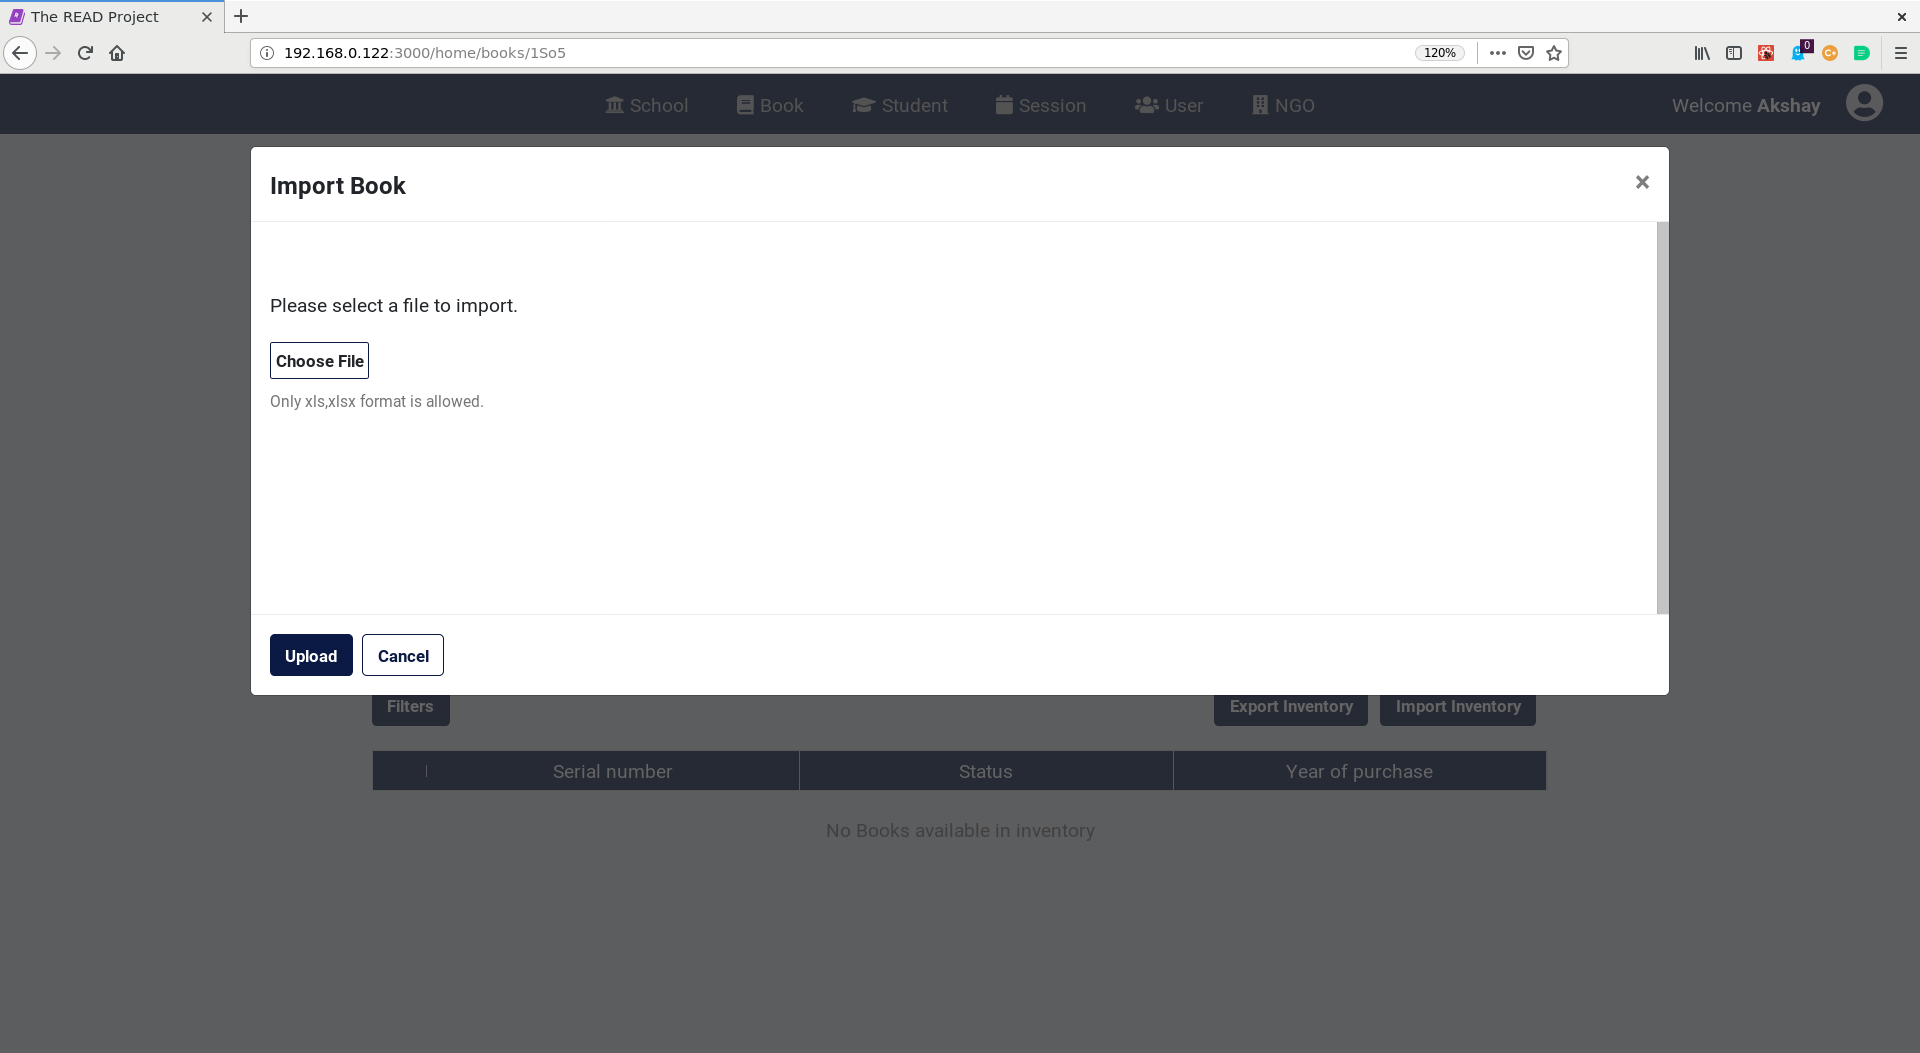 The READ Project
192.168.0.122:3000/home/books/1So5
120%
0
C+
School Book Student Session User NGO Welcome Akshay
Import Book
Please select a file to import.
Choose File
Only xls,xlsx format is allowed.
Upload Cancel
Filters Export Inventory Import Inventory
Serial number Status Year of purchase
No Books available in inventory